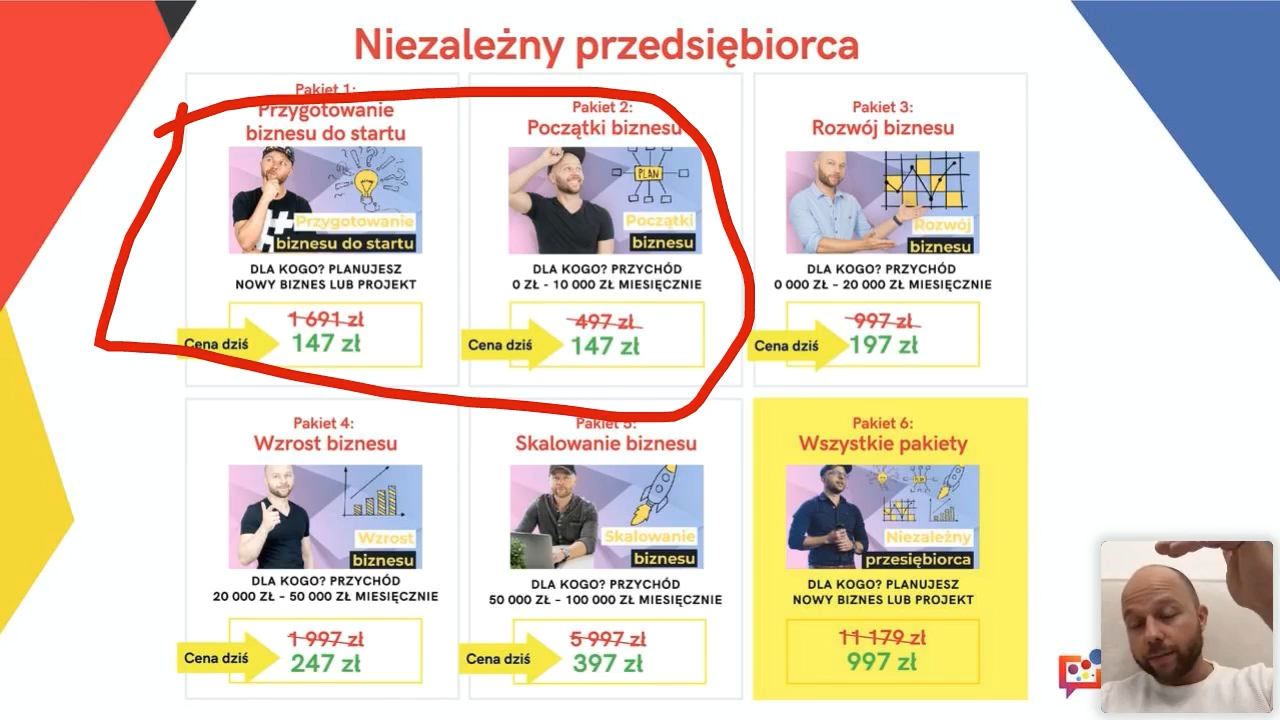 Niezależny przedsiębiorca
Pakiet 1:
Przygotowanie
biznesu do startu
Przygotowanie
biznesu do startu
DLA KOGO? PLANUJESZ
NOWY BIZNES LUB PROJEKT
1 691 zł
Cena dziś
147 zł
Pakiet 2:
Początki biznesu
PLAN
Początki
biznesu
DLA KOGO? PRZYCHÓD
0 ZŁ - 10 000 ZŁ MIESIĘCZNIE
497 zł
Cena dziś
147 zł
Pakiet 3:
Rozwój biznesu
Rozwój
biznesu
DLA KOGO? PRZYCHÓD
0 000 ZŁ – 20 000 ZŁ MIESIĘCZNIE
997 zł
Cena dziś
197 zł
Pakiet 4:
Wzrost biznesu
Wzrost
biznesu
DLA KOGO? PRZYCHÓD
20 000 ZŁ – 50 000 ZŁ MIESIĘCZNIE
1 997 zł
Cena dziś
247 zł
Pakiet 5:
Skalowanie biznesu
Skalowanie
biznesu
DLA KOGO? PRZYCHÓD
50 000 ZŁ – 100 000 ZŁ MIESIĘCZNIE
5 997 zł
Cena dziś
397 zł
Pakiet 6:
Wszystkie pakiety
Niezależny
przesiębiorca
DLA KOGO? PLANUJESZ
NOWY BIZNES LUB PROJEKT
11 179 zł
997 zł